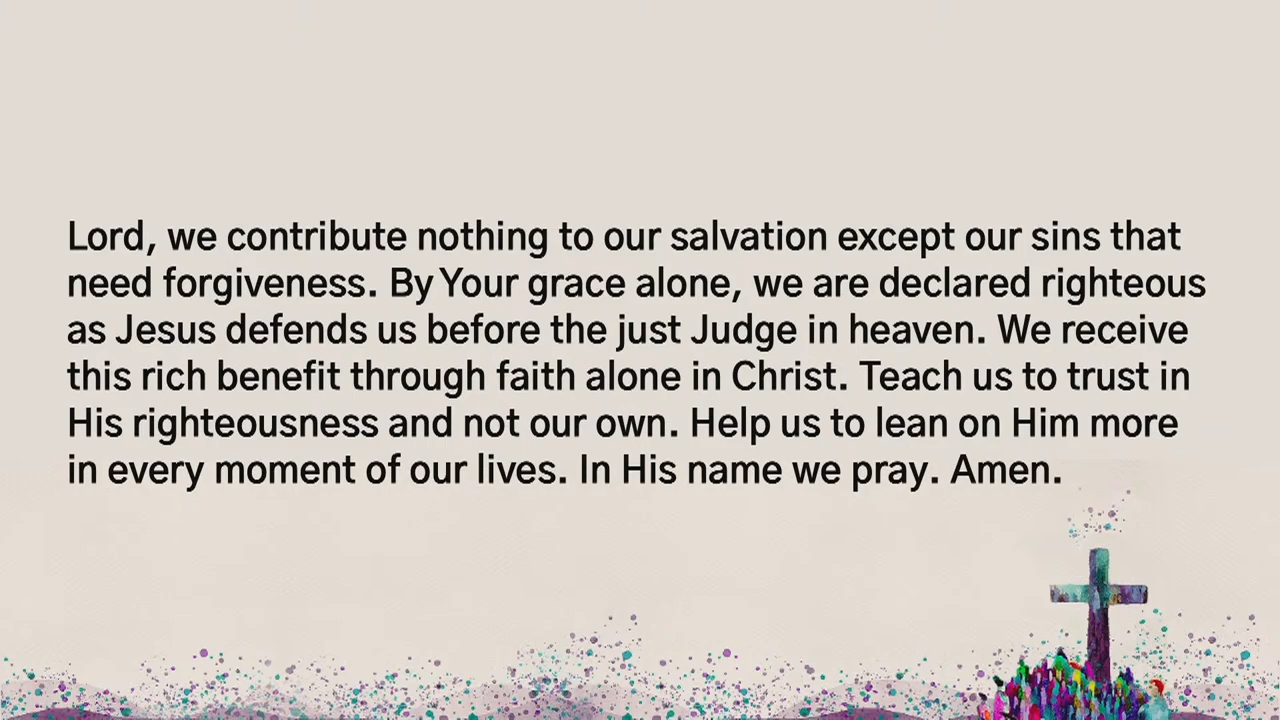 Lord, we contribute nothing to our salvation except our sins that
need forgiveness. By Your grace alone, we are declared righteous
as Jesus defends us before the just Judge in heaven. We receive
this rich benefit through faith alone in Christ. Teach us to trust in
His righteousness and not our own. Help us to lean on Him more
in every moment of our lives. In His name we pray. Amen.